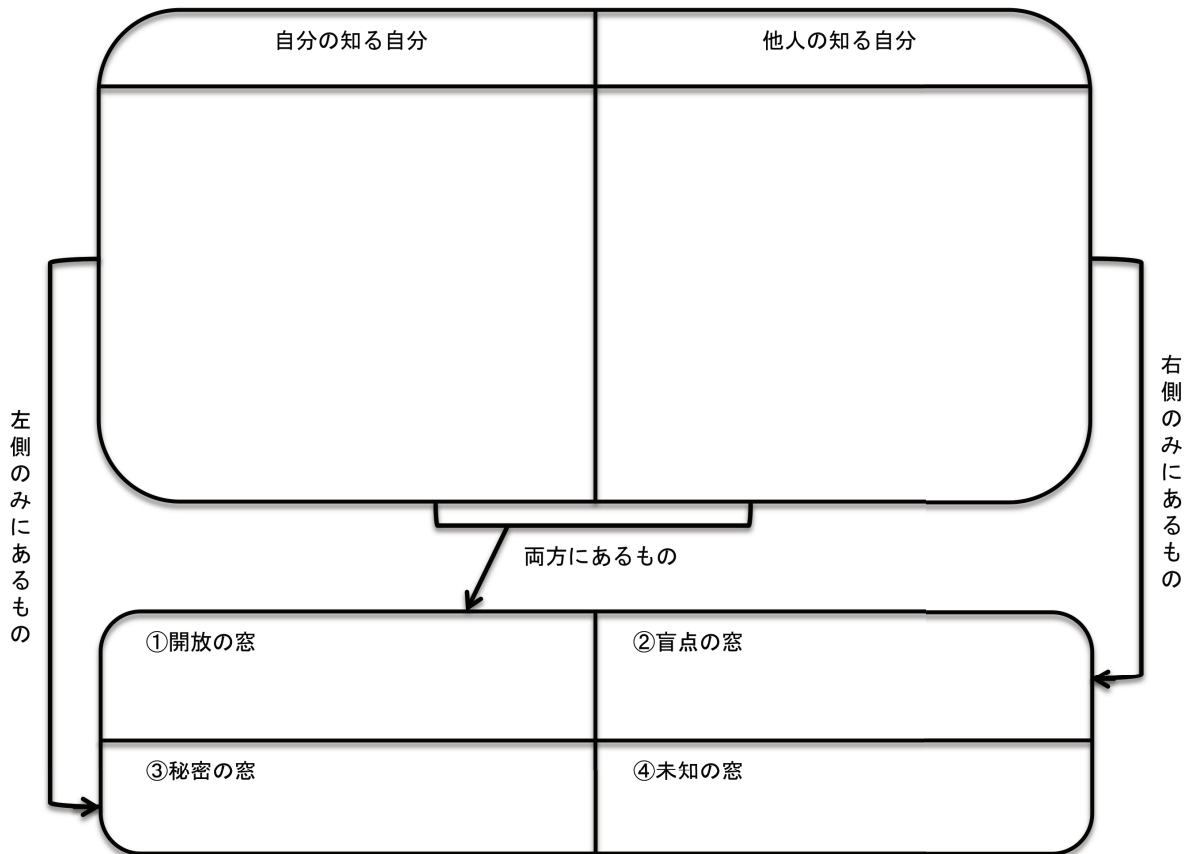 自分の知る自分
他人の知る自分
左側のみにあるもの
右側のみにあるもの
両方にあるもの
①開放の窓
②盲点の窓
③秘密の窓
④未知の窓